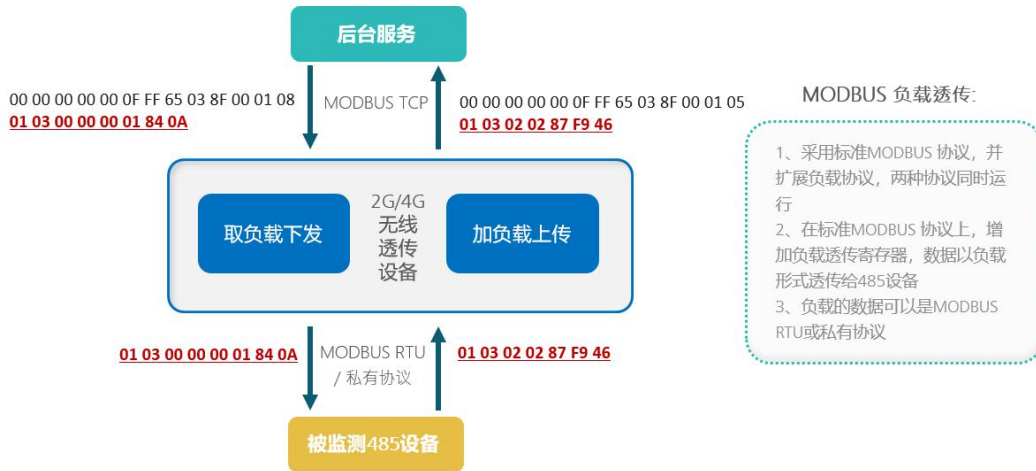 后台服务
MODBUS TCP
00 00 00 00 00 0F FF 65 03 8F 00 01 08
01 03 00 00 00 01 84 0A
00 00 00 00 00 0F FF 65 03 8F 00 01 05
01 03 02 02 87 F9 46
取负载下发
2G/4G
无线
透传
设备
加负载上传
01 03 00 00 00 01 84 0A
MODBUS RTU
/ 私有协议
01 03 02 02 87 F9 46
被监测485设备
MODBUS 负载透传:
1、采用标准MODBUS 协议，并
扩展负载协议，两种协议同时运
行
2、在标准MODBUS 协议上，增
加负载透传寄存器，数据以负载
形式透传给485设备
3、负载的数据可以是MODBUS
RTU或私有协议